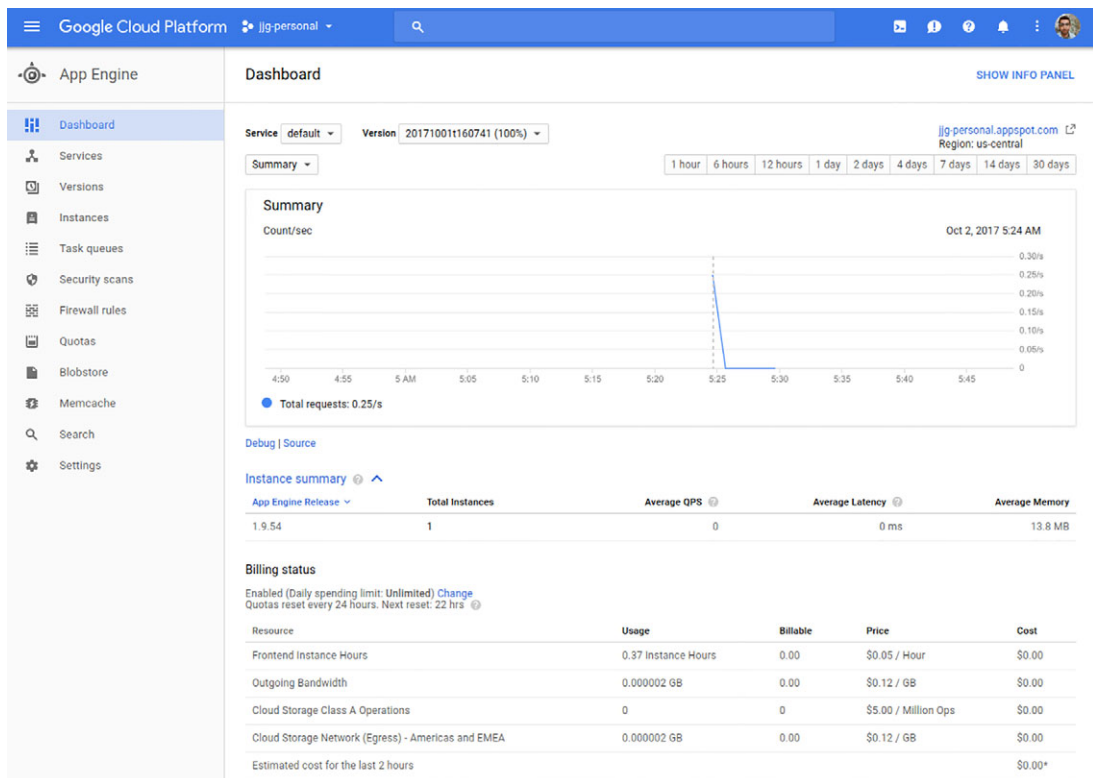 Google Cloud Platform jjg-personal
App Engine
Dashboard
SHOW INFO PANEL
Dashboard
Services
Versions
Instances
Task queues
Security scans
Firewall rules
Quotas
Blobstore
Memcache
Search
Settings
Service default Version 20171001t160741 (100%)
jjg-personal.appspot.com
Region: us-central
Summary
1 hour 6 hours 12 hours 1 day 2 days 4 days 7 days 14 days 30 days
Summary
Count/sec Oct 2, 2017 5:24 AM
0.30/s
0.25/s
0.20/s
0.15/s
0.10/s
0.05/s
0
4:50 4:55 5 AM 5:05 5:10 5:15 5:20 5:25 5:30 5:35 5:40 5:45
Total requests: 0.25/s
Debug | Source
Instance summary
App Engine Release Total Instances Average QPS Average Latency Average Memory
1.9.54 1 0 0 ms 13.8 MB
Billing status
Enabled (Daily spending limit: Unlimited) Change
Quotas reset every 24 hours. Next reset: 22 hrs
Resource Usage Billable Price Cost
Frontend Instance Hours 0.37 Instance Hours 0.00 $0.05 / Hour $0.00
Outgoing Bandwidth 0.000002 GB 0.00 $0.12 / GB $0.00
Cloud Storage Class A Operations 0 0 $5.00 / Million Ops $0.00
Cloud Storage Network (Egress) - Americas and EMEA 0.000002 GB 0.00 $0.12 / GB $0.00
Estimated cost for the last 2 hours $0.00*